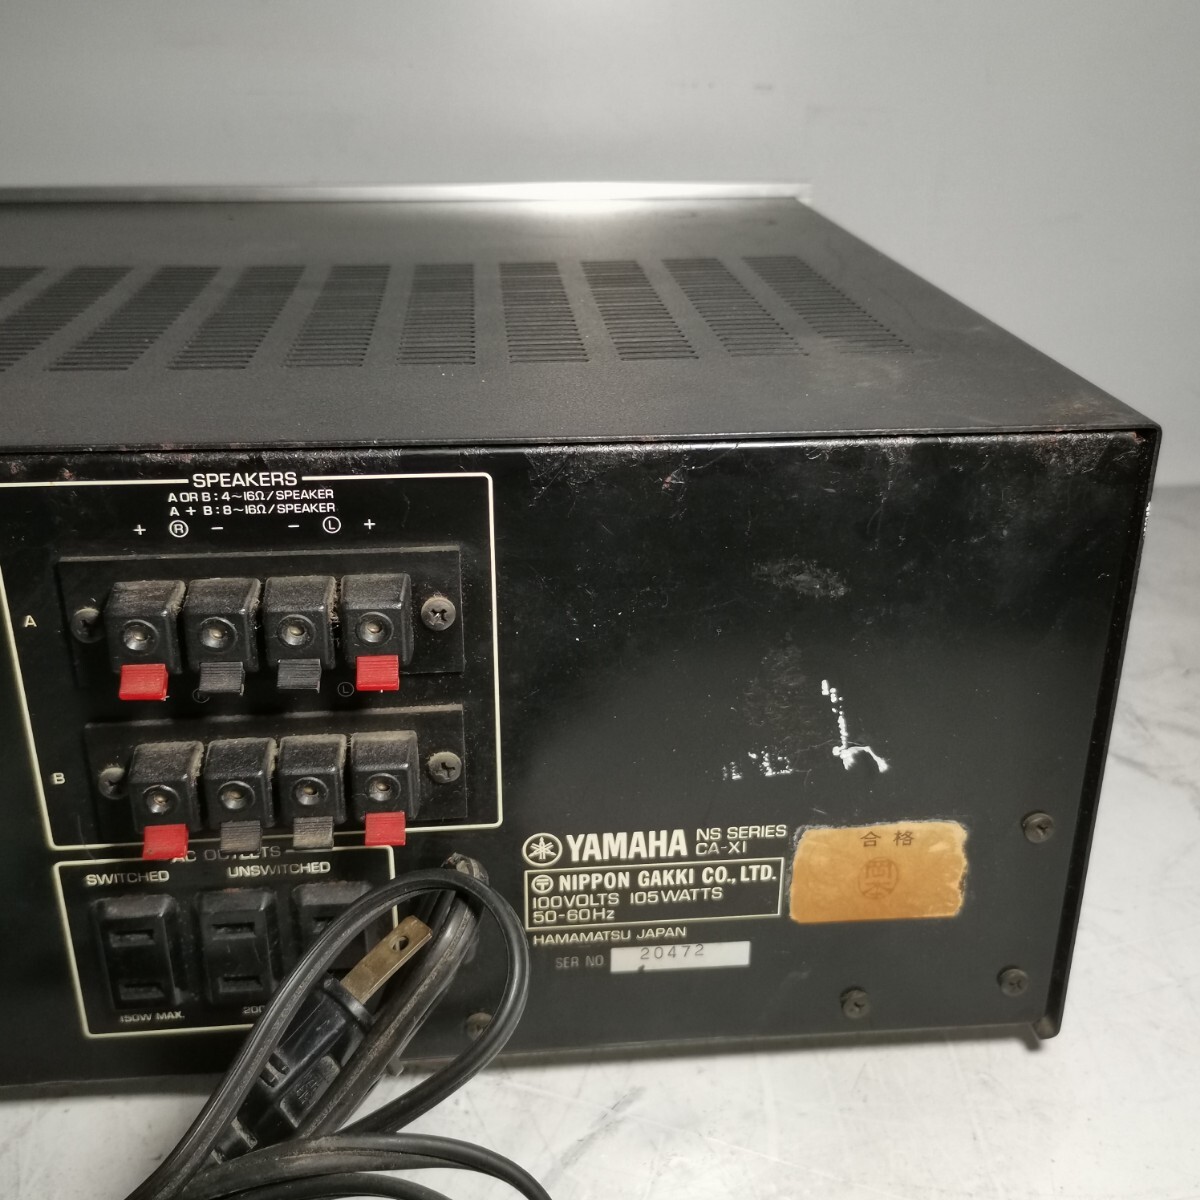 SPEAKERS
A OR B : 4~16Ω/SPEAKER
A + B : 8~16Ω/SPEAKER
+ R - - L +
A
L
B
AC OUTLETS
SWITCHED UNSWITCHED
150W MAX.
YAMAHA NS SERIES
CA-X1
NIPPON GAKKI CO., LTD.
100VOLTS 105WATTS
50-60Hz
HAMAMATSU JAPAN
SER NO 20472
合格